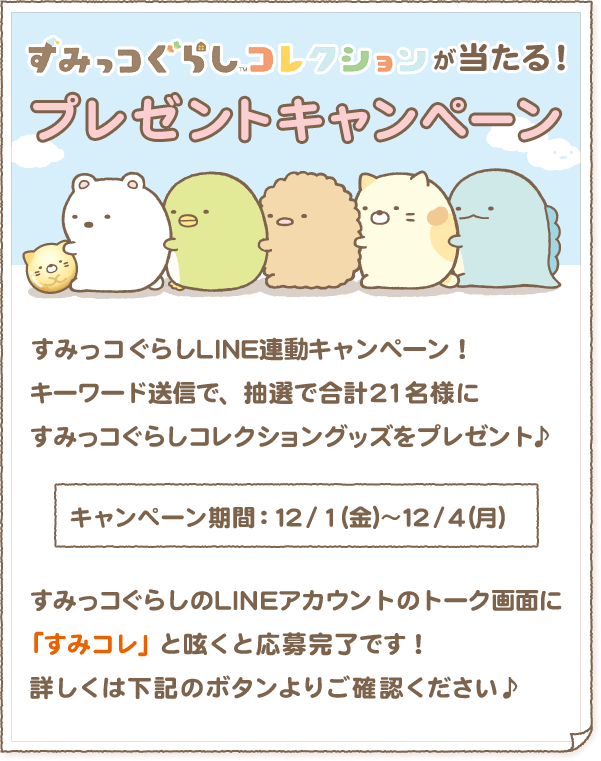 すみっコぐらし™コレクションが当たる！
プレゼントキャンペーン
すみっコぐらしLINE連動キャンペーン！
キーワード送信で、抽選で合計21名様に
すみっコぐらしコレクショングッズをプレゼント♪
キャンペーン期間：12/1(金)～12/4(月)
すみっコぐらしのLINEアカウントのトーク画面に
「すみコレ」と呟くと応募完了です！
詳しくは下記のボタンよりご確認ください♪